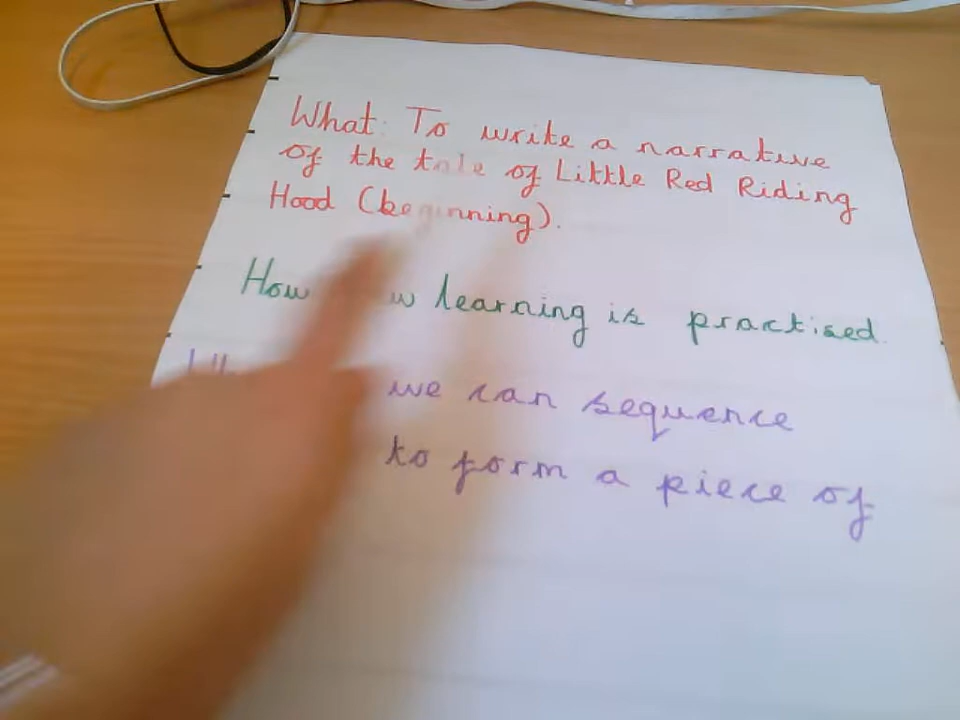 What: To write a narrative
of the tale of Little Red Riding
Hood (beginning).
How learning is practised.
we can sequence
to form a piece of